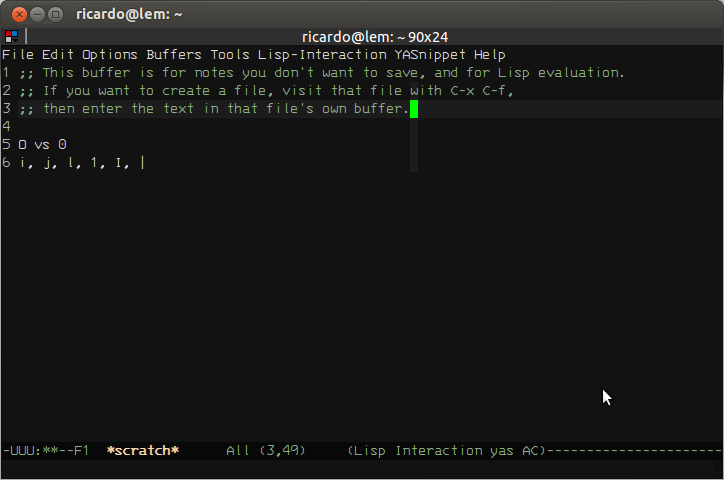 ricardo@lem: ~
ricardo@lem: ~ 90x24
File Edit Options Buffers Tools Lisp-Interaction YASnippet Help
1 ;; This buffer is for notes you don't want to save, and for Lisp evaluation.
2 ;; If you want to create a file, visit that file with C-x C-f,
3 ;; then enter the text in that file's own buffer.
4
5 O vs 0
6 i, j, l, 1, I, |
-UUU:**--F1  *scratch*      All (3,49)     (Lisp Interaction yas AC)----------------------